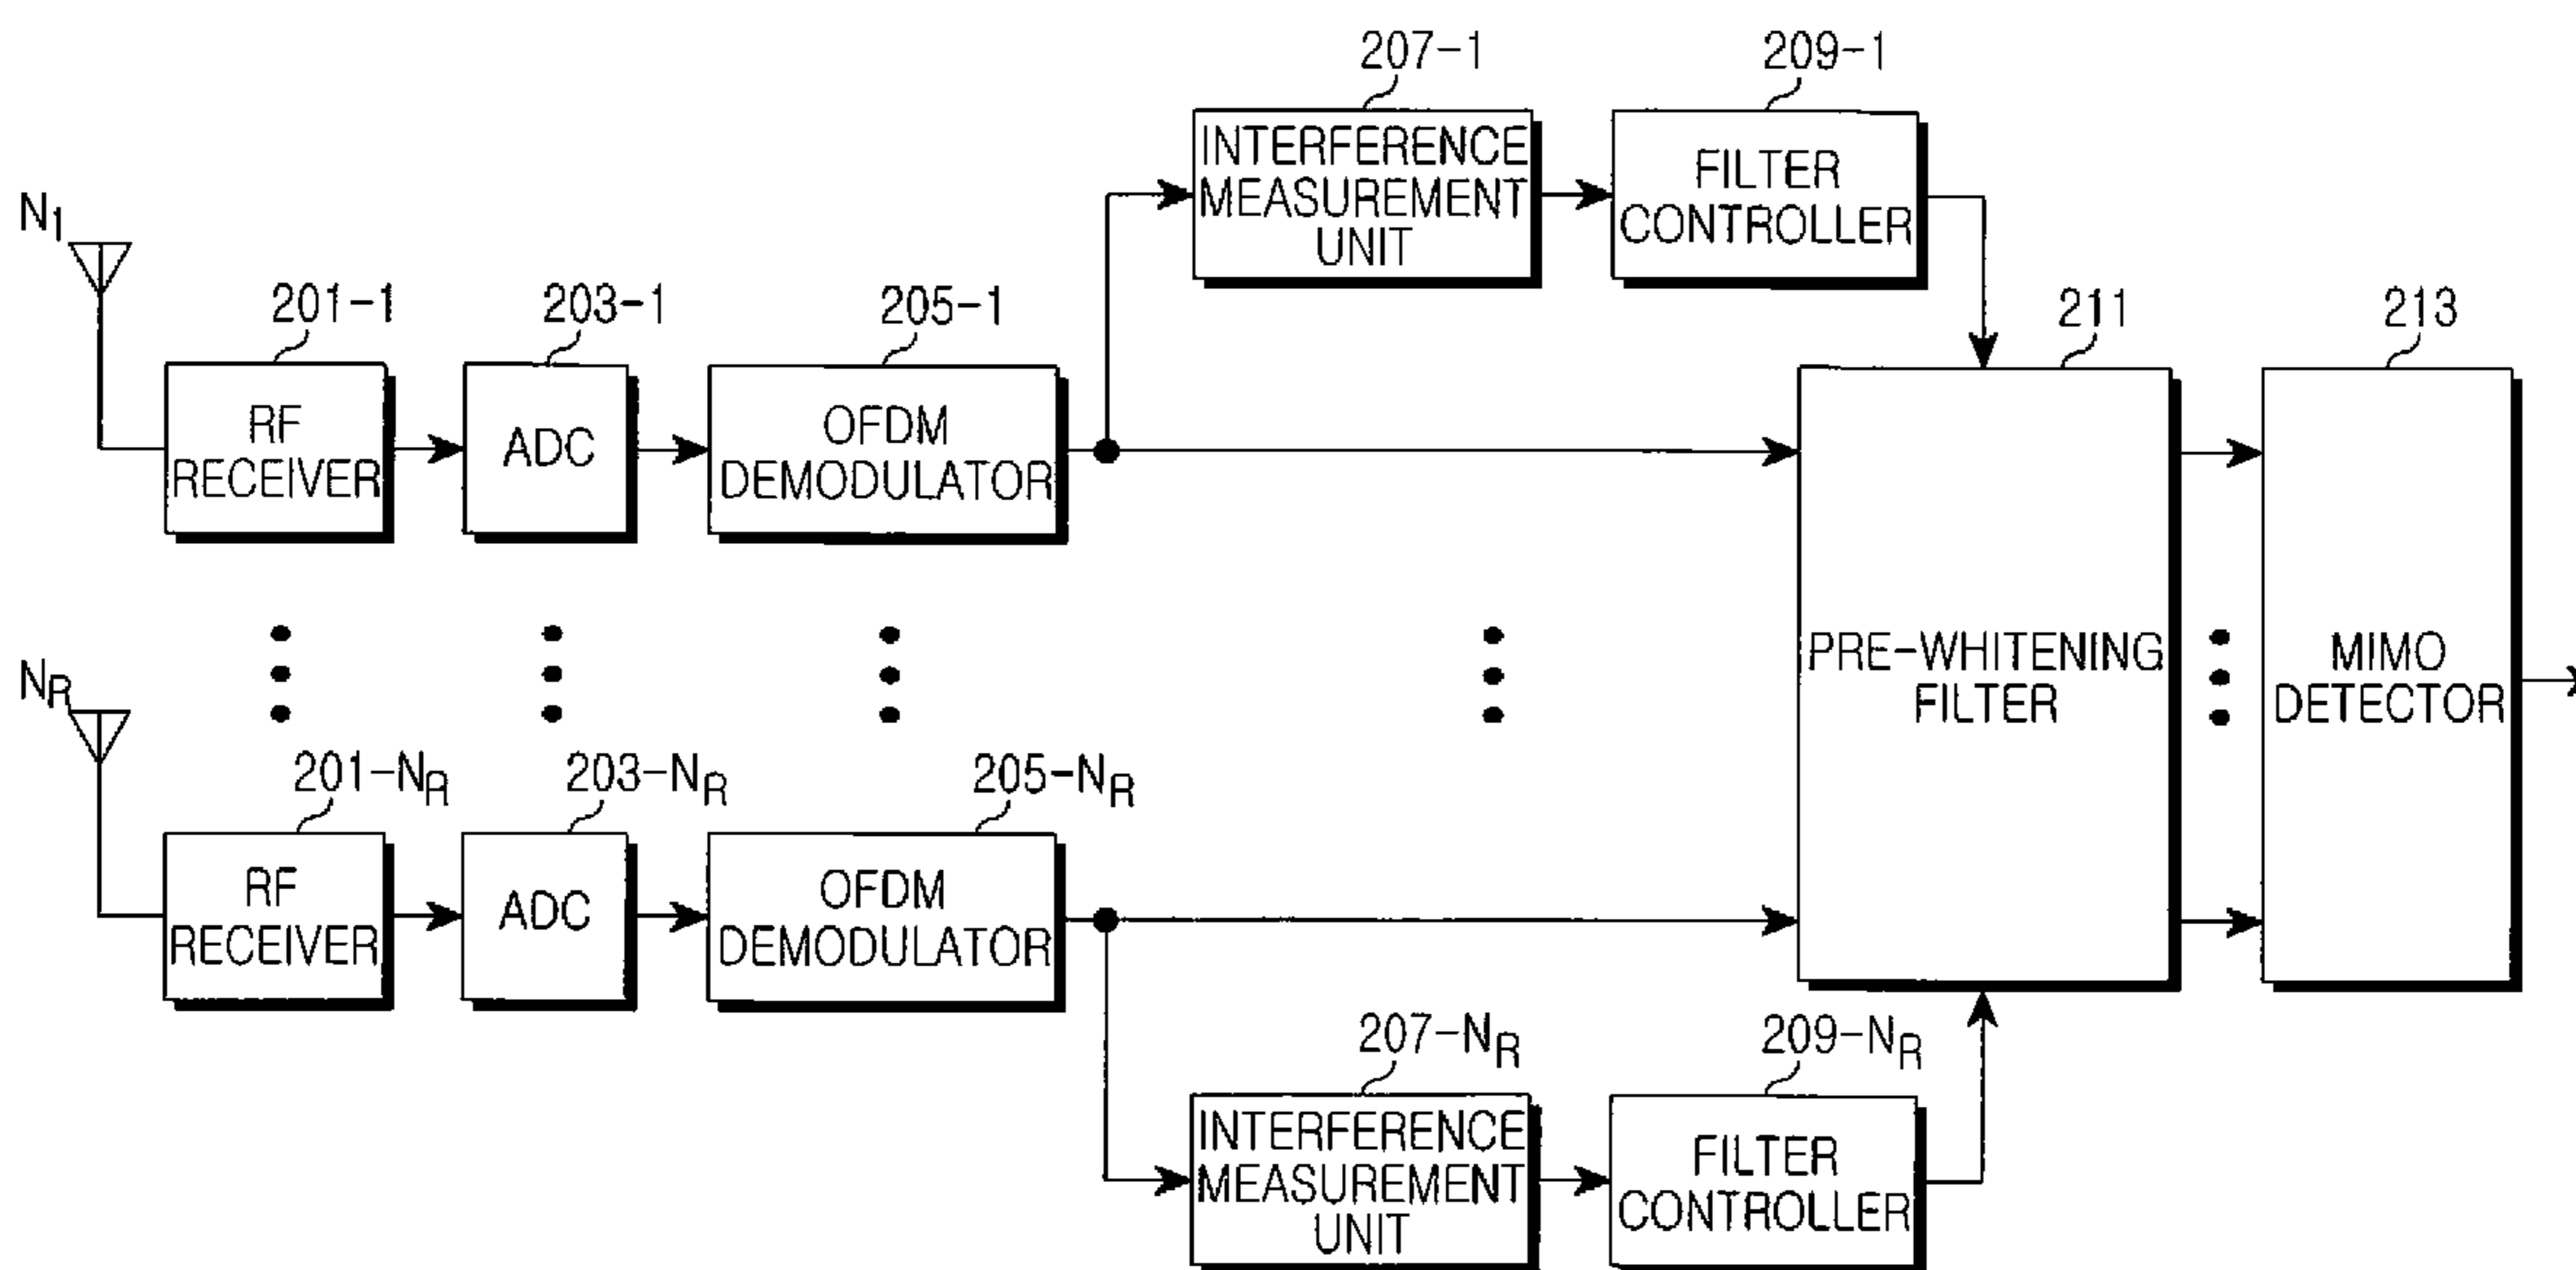 207-1
209-1
INTERFERENCE
MEASUREMENT
UNIT
FILTER
CONTROLLER
N1
201-1
203-1
205-1
211
213
RF
RECEIVER
ADC
OFDM
DEMODULATOR
PRE-WHITENING
FILTER
MIMO
DETECTOR
NR
201-NR
203-NR
205-NR
RF
RECEIVER
ADC
OFDM
DEMODULATOR
207-NR
209-NR
INTERFERENCE
MEASUREMENT
UNIT
FILTER
CONTROLLER